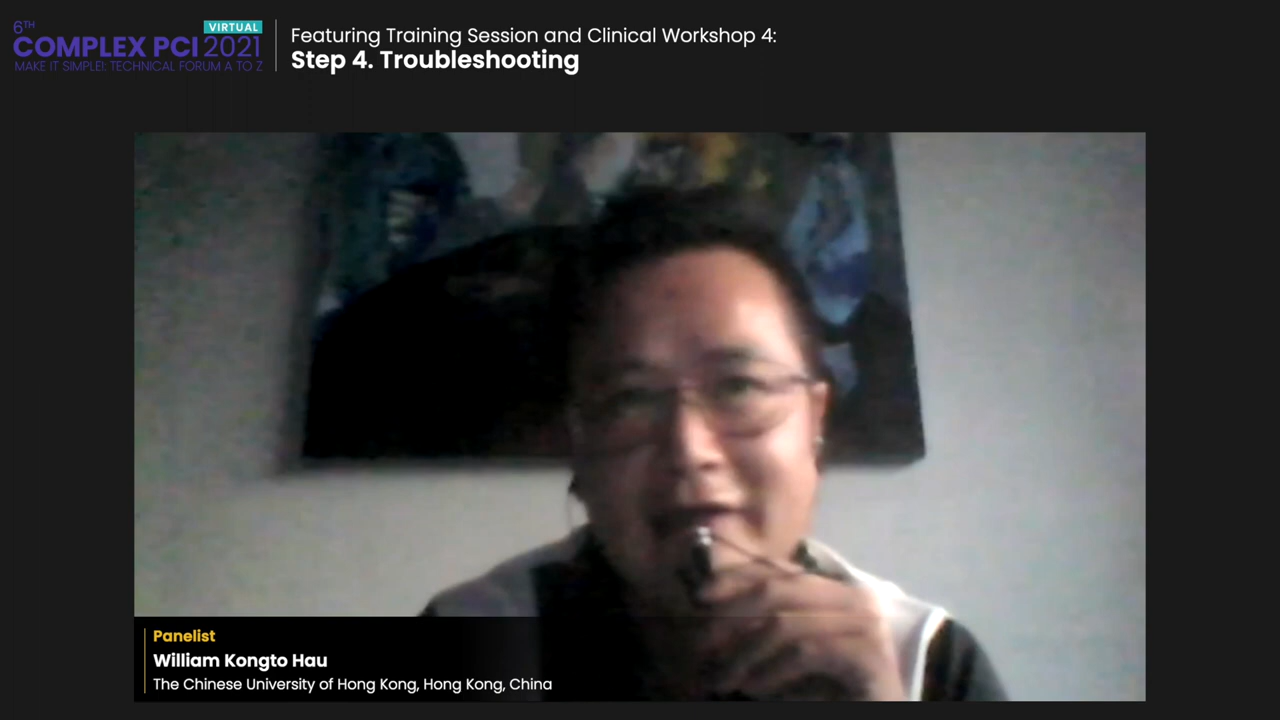 6TH
VIRTUAL
COMPLEX PCI 2021
MAKE IT SIMPLE!: TECHNICAL FORUM A TO Z
Featuring Training Session and Clinical Workshop 4:
Step 4. Troubleshooting
Panelist
William Kongto Hau
The Chinese University of Hong Kong, Hong Kong, China